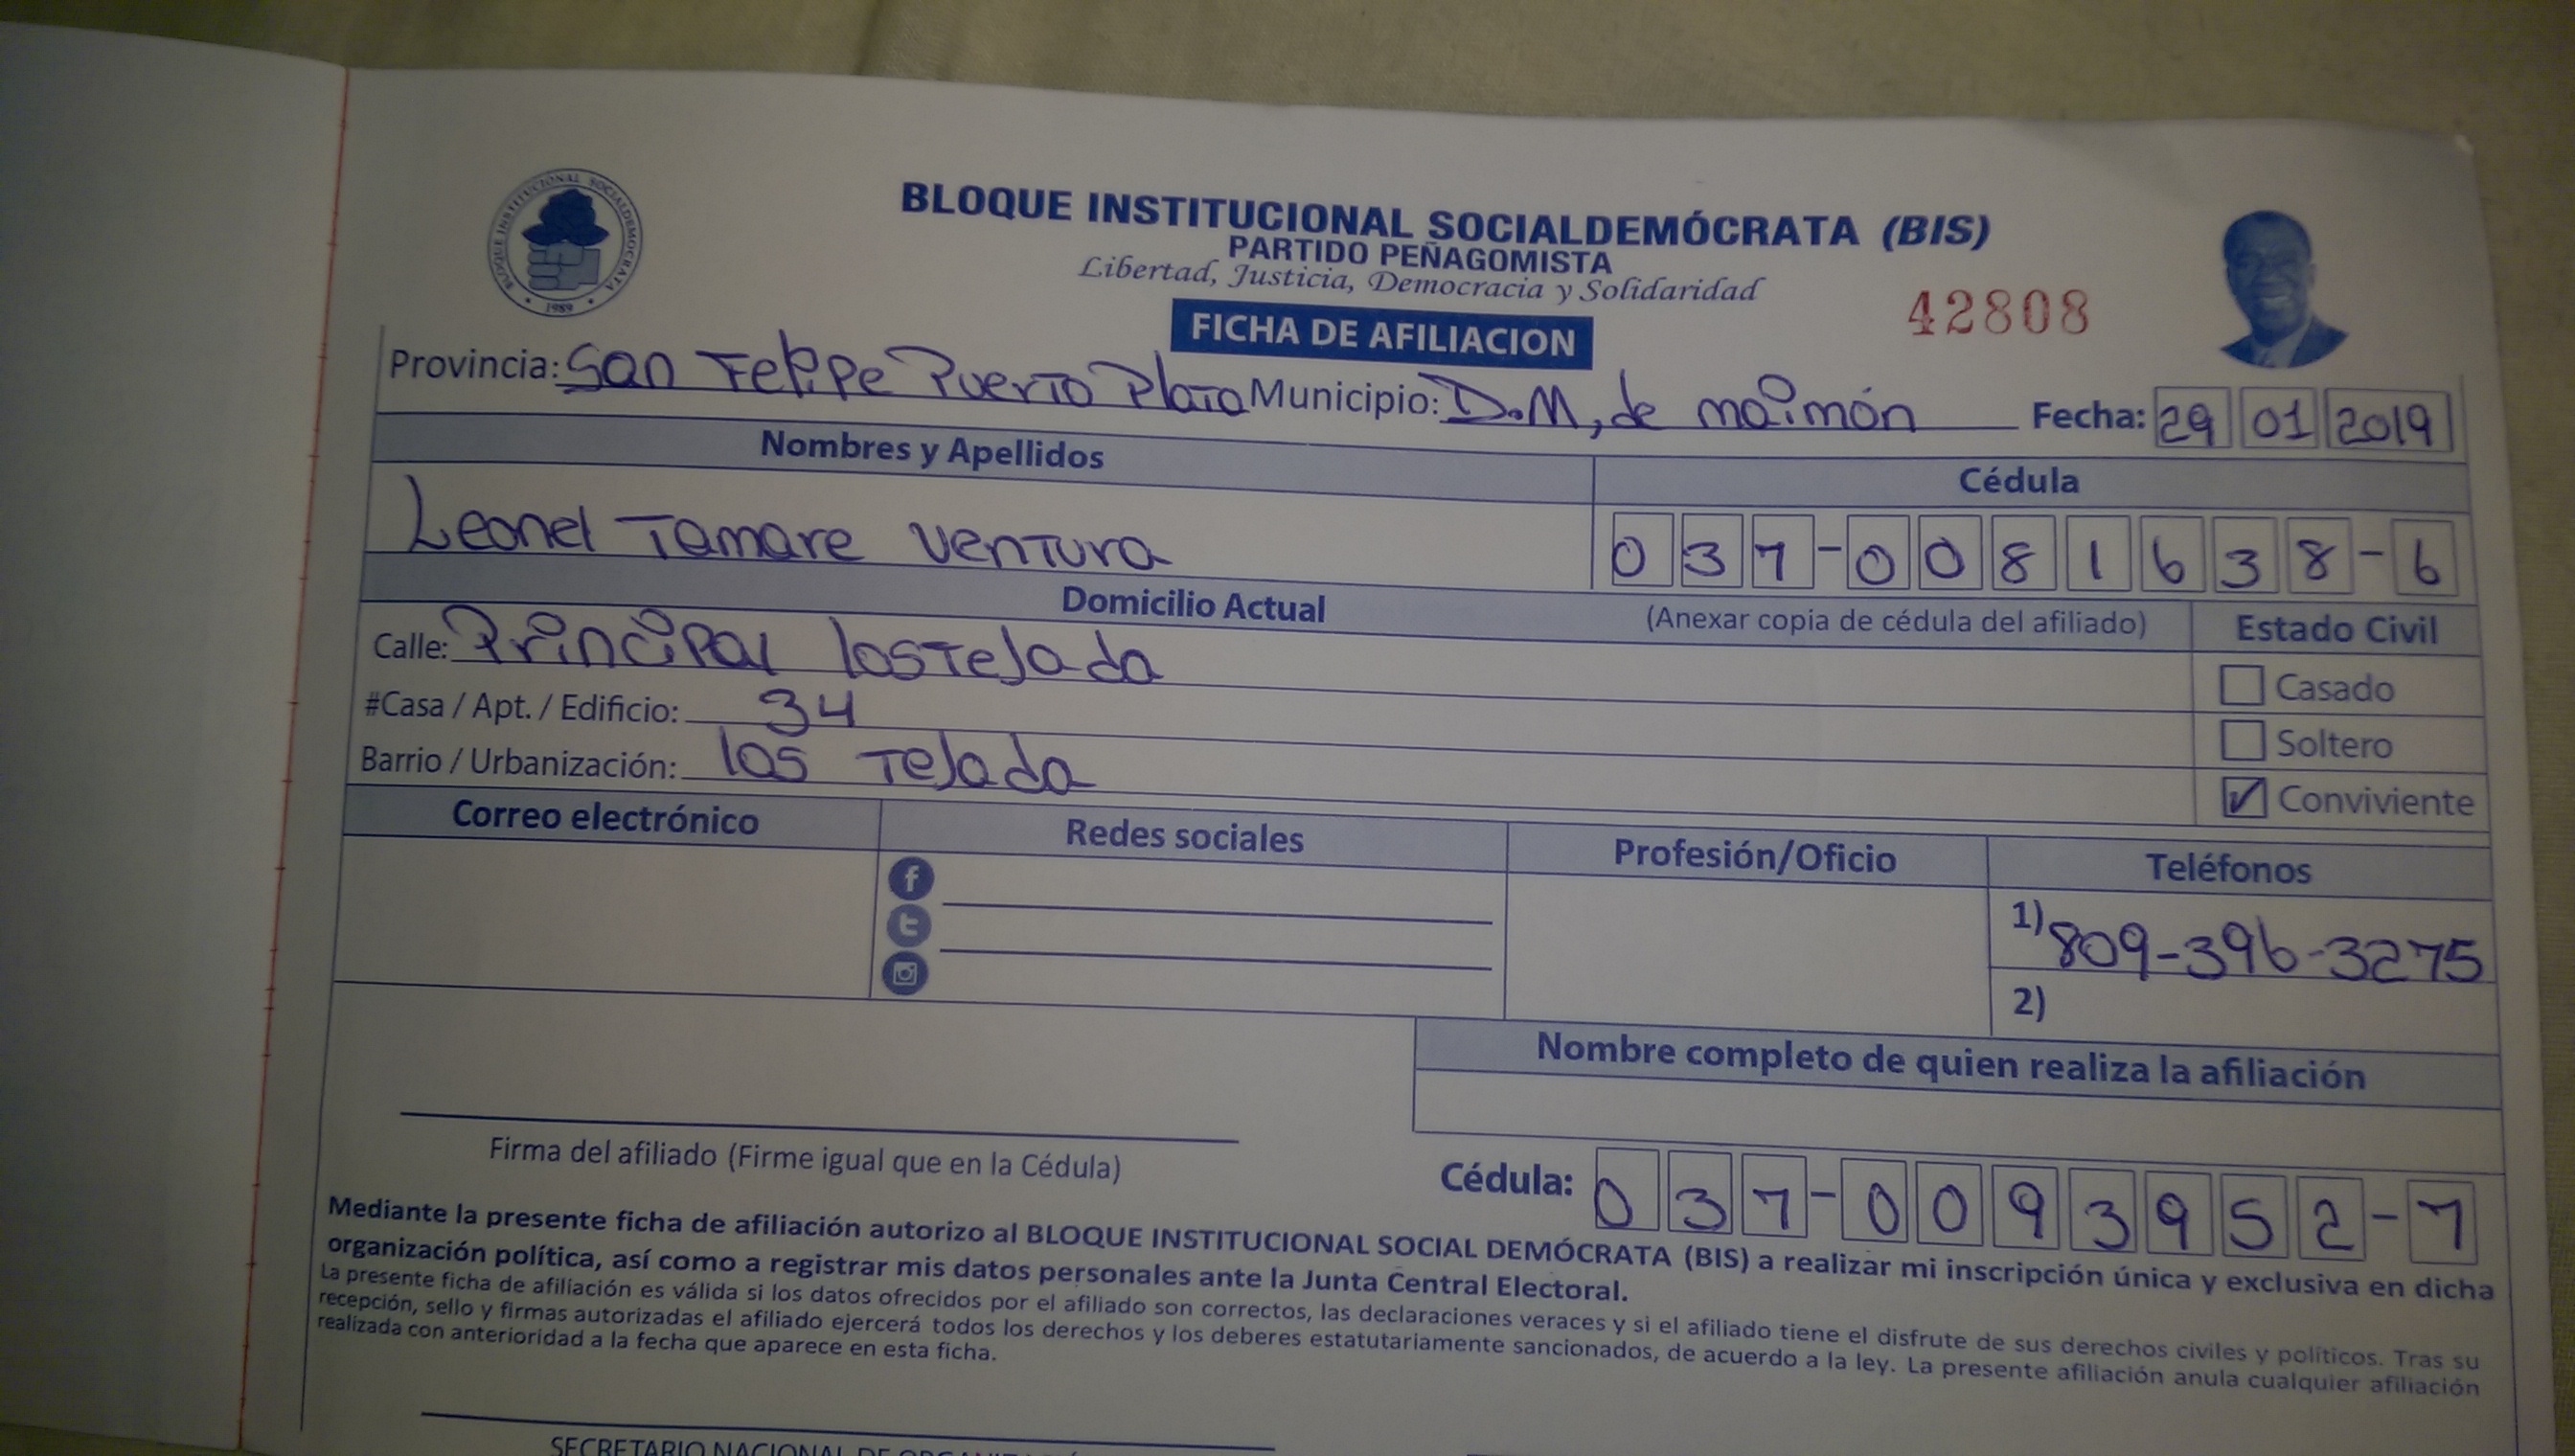 BLOQUE INSTITUCIONAL SOCIALDEMOCRATA
1989
BLOQUE INSTITUCIONAL SOCIALDEMÓCRATA (BIS)
PARTIDO PEÑAGOMISTA
Libertad, Justicia, Democracia y Solidaridad
42808
FICHA DE AFILIACION
Provincia: San Felipe Puerto Plata Municipio: D.M, de maimón Fecha: 29 01 2019
Nombres y Apellidos
Cédula
Leonel Tamare Ventura
037-0081638-6
Domicilio Actual
(Anexar copia de cédula del afiliado)
Estado Civil
Calle: Principal los Tejada
#Casa / Apt. / Edificio: 34
Barrio / Urbanización: los Tejada
Casado
Soltero
Conviviente
Correo electrónico
Redes sociales
Profesión/Oficio
Teléfonos
1) 809-396-3275
2)
Nombre completo de quien realiza la afiliación
Firma del afiliado (Firme igual que en la Cédula)
Cédula: 037-0093952-7
Mediante la presente ficha de afiliación autorizo al BLOQUE INSTITUCIONAL SOCIAL DEMÓCRATA (BIS) a realizar mi inscripción única y exclusiva en dicha
organización política, así como a registrar mis datos personales ante la Junta Central Electoral.
La presente ficha de afiliación es válida si los datos ofrecidos por el afiliado son correctos, las declaraciones veraces y si el afiliado tiene el disfrute de sus derechos civiles y políticos. Tras su
recepción, sello y firmas autorizadas el afiliado ejercerá todos los derechos y los deberes estatutariamente sancionados, de acuerdo a la ley. La presente afiliación anula cualquier afiliación
realizada con anterioridad a la fecha que aparece en esta ficha.
SECRETARIO NACIONAL DE